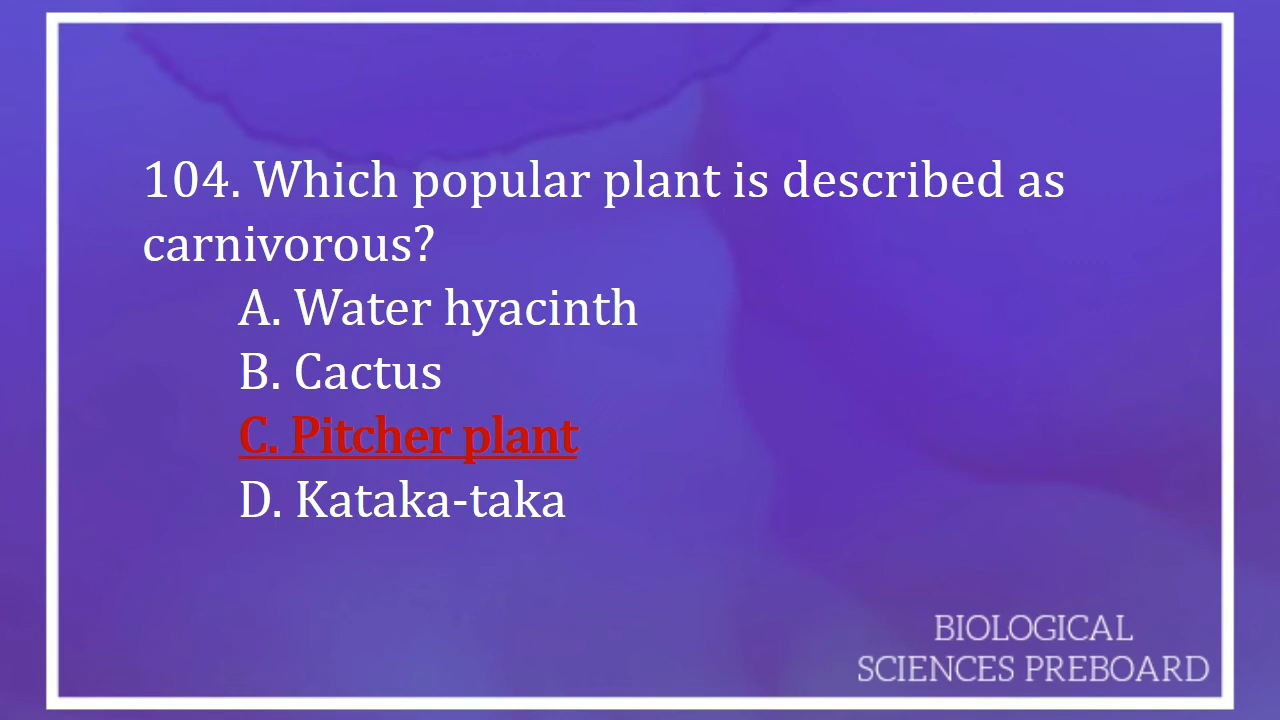 104. Which popular plant is described as
carnivorous?
A. Water hyacinth
B. Cactus
C. Pitcher plant
D. Kataka-taka
BIOLOGICAL
SCIENCES PREBOARD